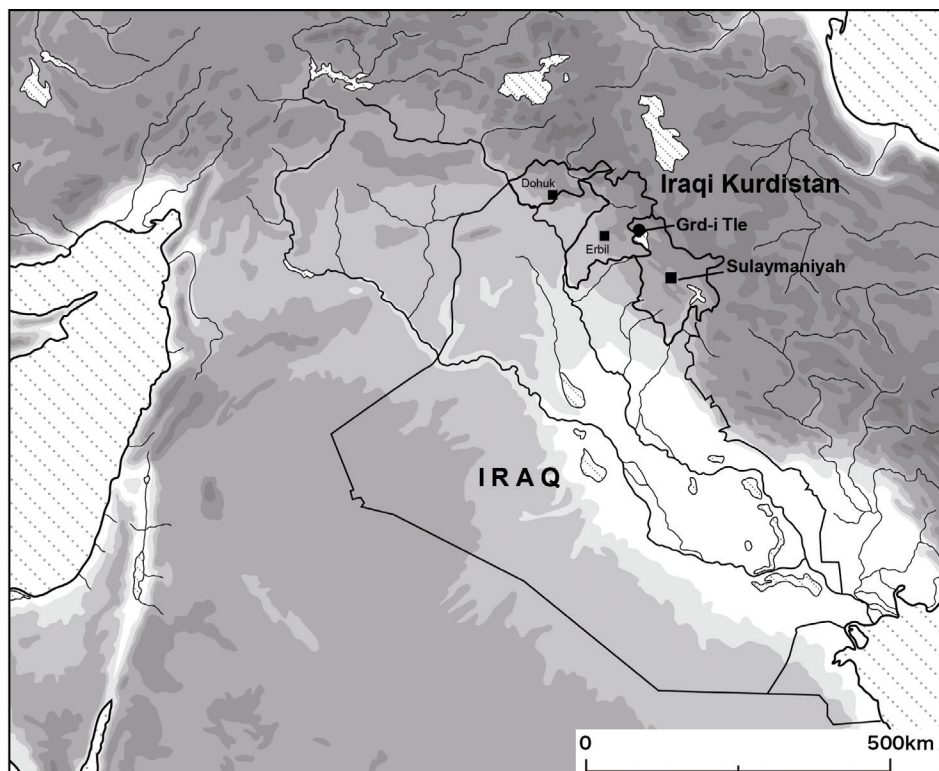 Dohuk
Iraqi Kurdistan
Grd-i Tle
Erbil
Sulaymaniyah
IRAQ
0 500km